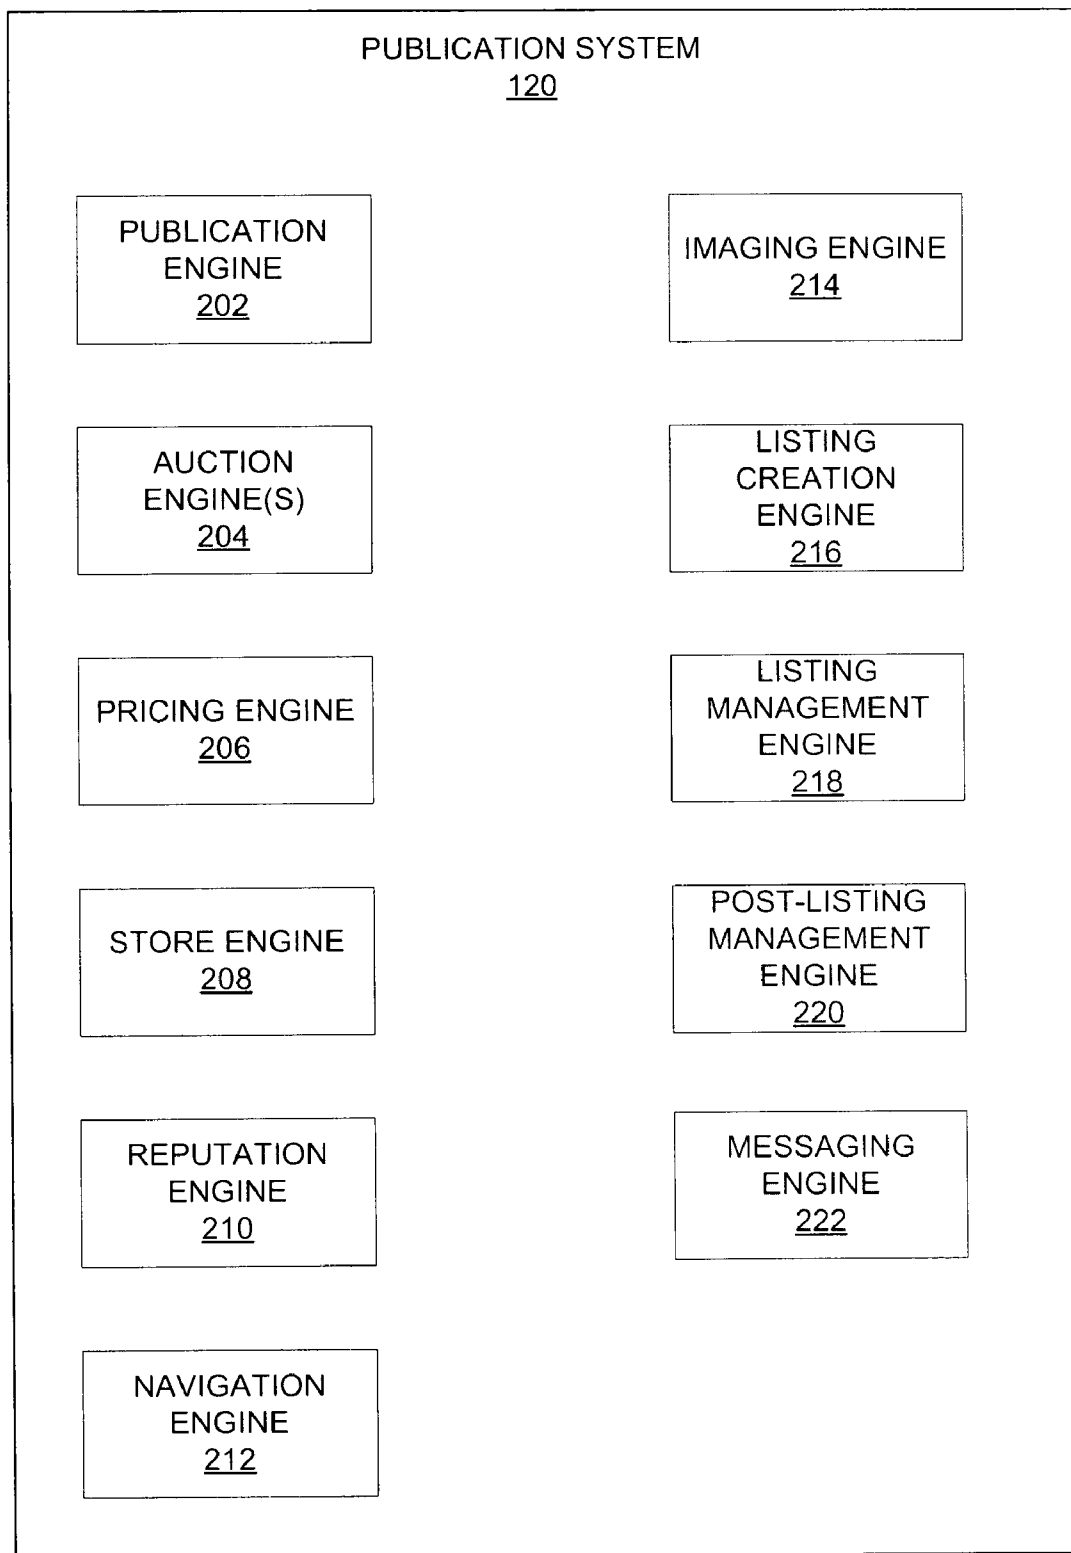 PUBLICATION SYSTEM
120
PUBLICATION
ENGINE
202
AUCTION
ENGINE(S)
204
PRICING ENGINE
206
STORE ENGINE
208
REPUTATION
ENGINE
210
NAVIGATION
ENGINE
212
IMAGING ENGINE
214
LISTING
CREATION
ENGINE
216
LISTING
MANAGEMENT
ENGINE
218
POST-LISTING
MANAGEMENT
ENGINE
220
MESSAGING
ENGINE
222